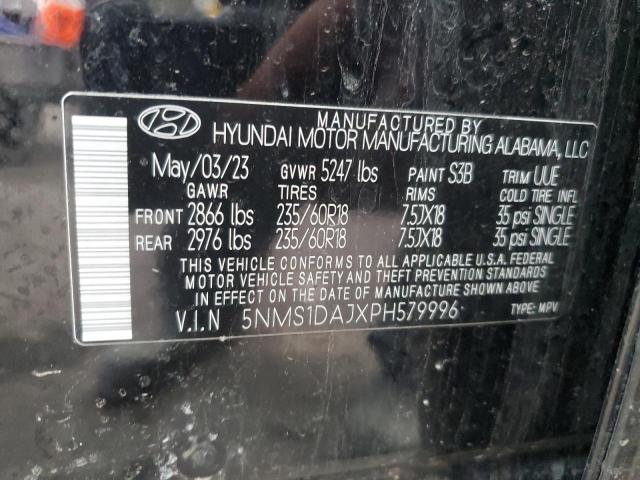 MANUFACTURED BY
HYUNDAI MOTOR MANUFACTURING ALABAMA, LLC
May/03/23 GVWR 5247 lbs PAINT S3B TRIM UUE
GAWR TIRES RIMS COLD TIRE INFL
FRONT 2866 lbs 235/60R18 7.5JX18 35 psi SINGLE
REAR 2976 lbs 235/60R18 7.5JX18 35 psi SINGLE
THIS VEHICLE CONFORMS TO ALL APPLICABLE U.S.A. FEDERAL
MOTOR VEHICLE SAFETY AND THEFT PREVENTION STANDARDS
IN EFFECT ON THE DATE OF MANUFACTURE SHOWN ABOVE.
V.I.N 5NMS1DAJXPH579996 TYPE: MPV